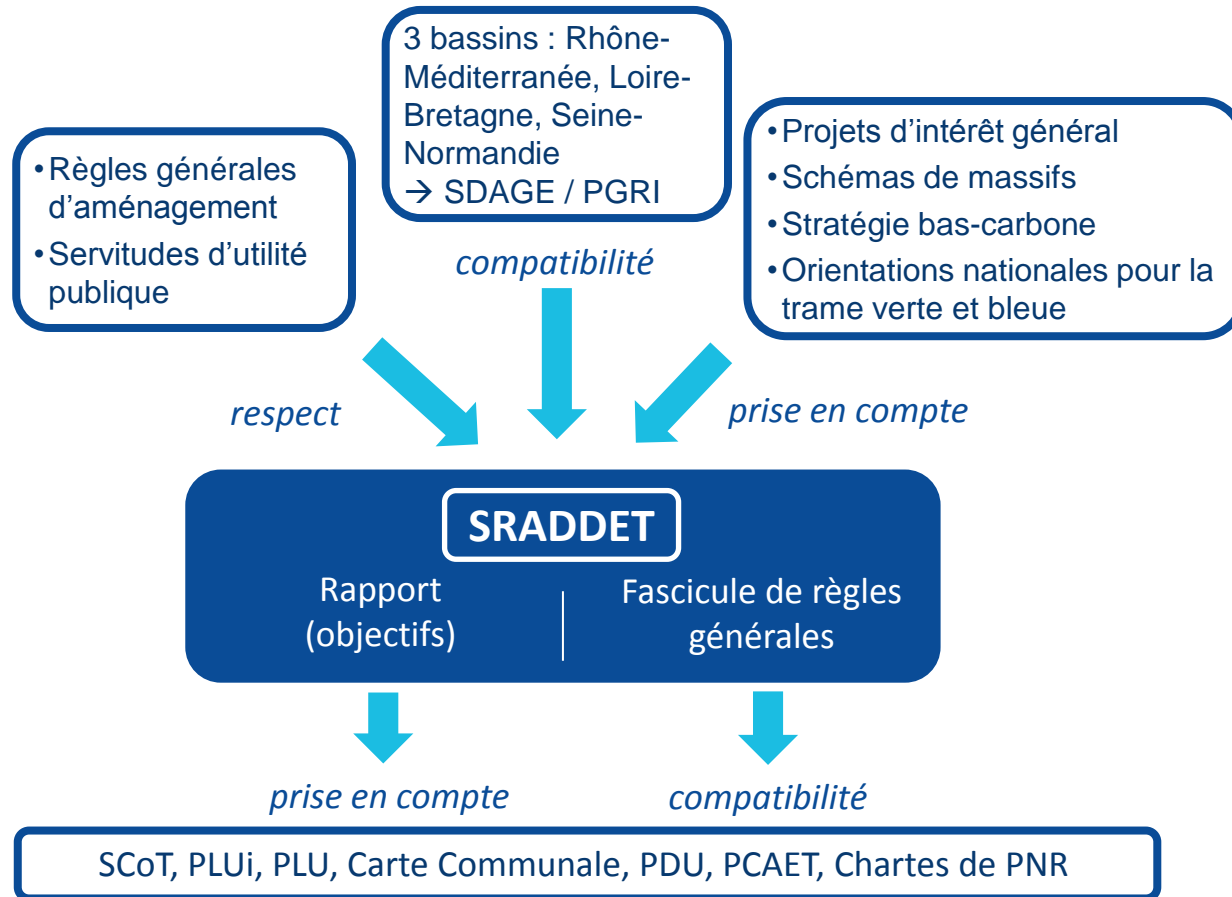 3 bassins : Rhône-
Méditerranée, Loire-
Bretagne, Seine-
Normandie
→ SDAGE / PGRI
• Règles générales
d’aménagement
• Servitudes d’utilité
publique
• Projets d’intérêt général
• Schémas de massifs
• Stratégie bas-carbone
• Orientations nationales pour la
trame verte et bleue
compatibilité
respect
prise en compte
SRADDET
Rapport
(objectifs)
Fascicule de règles
générales
prise en compte
compatibilité
SCoT, PLUi, PLU, Carte Communale, PDU, PCAET, Chartes de PNR